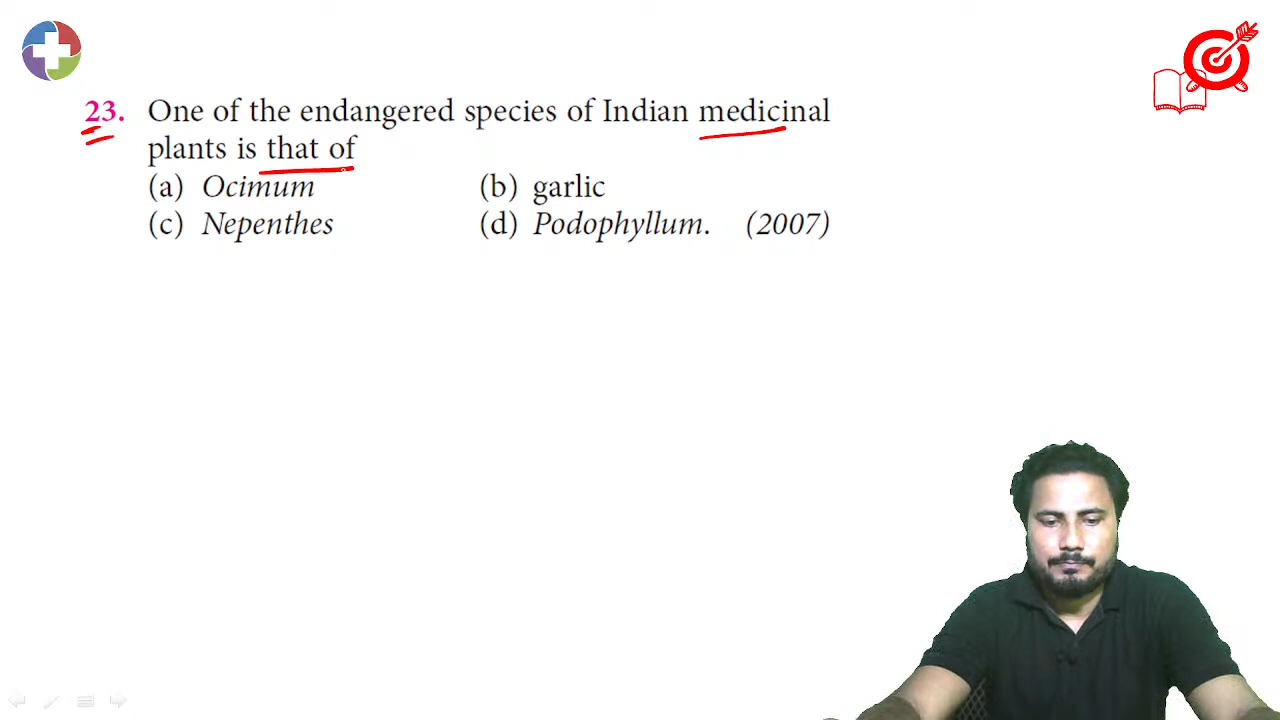 23. One of the endangered species of Indian medicinal
plants is that of
(a) Ocimum (b) garlic
(c) Nepenthes (d) Podophyllum. (2007)